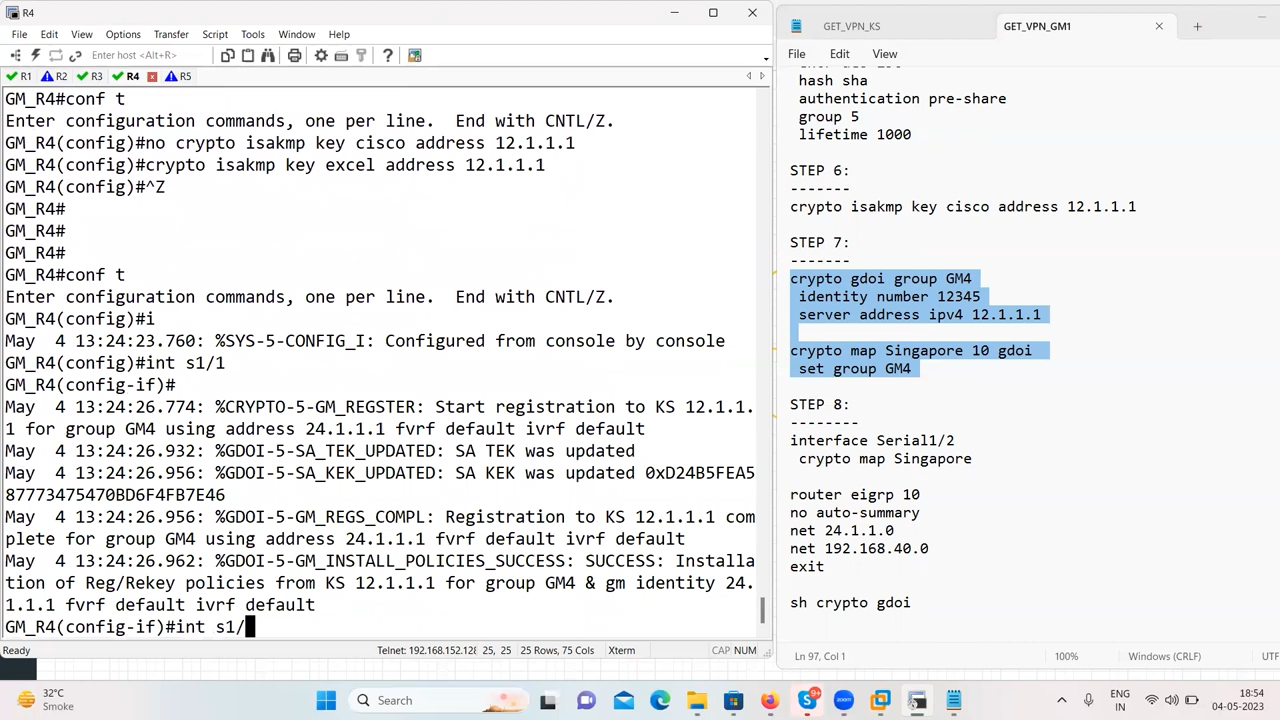 R4
File Edit View Options Transfer Script Tools Window Help
Enter host <Alt+R>
R1 R2 R3 R4 R5
GM_R4#conf t
Enter configuration commands, one per line.  End with CNTL/Z.
GM_R4(config)#no crypto isakmp key cisco address 12.1.1.1
GM_R4(config)#crypto isakmp key excel address 12.1.1.1
GM_R4(config)#^Z
GM_R4#
GM_R4#
GM_R4#
GM_R4#conf t
Enter configuration commands, one per line.  End with CNTL/Z.
GM_R4(config)#i
May  4 13:24:23.760: %SYS-5-CONFIG_I: Configured from console by console
GM_R4(config)#int s1/1
GM_R4(config-if)#
May  4 13:24:26.774: %CRYPTO-5-GM_REGSTER: Start registration to KS 12.1.1.
1 for group GM4 using address 24.1.1.1 fvrf default ivrf default
May  4 13:24:26.932: %GDOI-5-SA_TEK_UPDATED: SA TEK was updated
May  4 13:24:26.956: %GDOI-5-SA_KEK_UPDATED: SA KEK was updated 0xD24B5FEA5
87773475470BD6F4FB7E46
May  4 13:24:26.956: %GDOI-5-GM_REGS_COMPL: Registration to KS 12.1.1.1 com
plete for group GM4 using address 24.1.1.1 fvrf default ivrf default
May  4 13:24:26.962: %GDOI-5-GM_INSTALL_POLICIES_SUCCESS: SUCCESS: Installa
tion of Reg/Rekey policies from KS 12.1.1.1 for group GM4 & gm identity 24.
1.1.1 fvrf default ivrf default
GM_R4(config-if)#int s1/
Ready Telnet: 192.168.152.128 25, 25 25 Rows, 75 Cols Xterm CAP NUM
GET_VPN_KS GET_VPN_GM1
File Edit View
hash sha
authentication pre-share
group 5
lifetime 1000
STEP 6:
-------
crypto isakmp key cisco address 12.1.1.1
STEP 7:
-------
crypto gdoi group GM4
identity number 12345
server address ipv4 12.1.1.1
crypto map Singapore 10 gdoi
set group GM4
STEP 8:
--------
interface Serial1/2
crypto map Singapore
router eigrp 10
no auto-summary
net 24.1.1.0
net 192.168.40.0
exit
sh crypto gdoi
Ln 97, Col 1 100% Windows (CRLF) UTF
32°C
Smoke
Search
9+
ENG
IN
18:54
04-05-2023